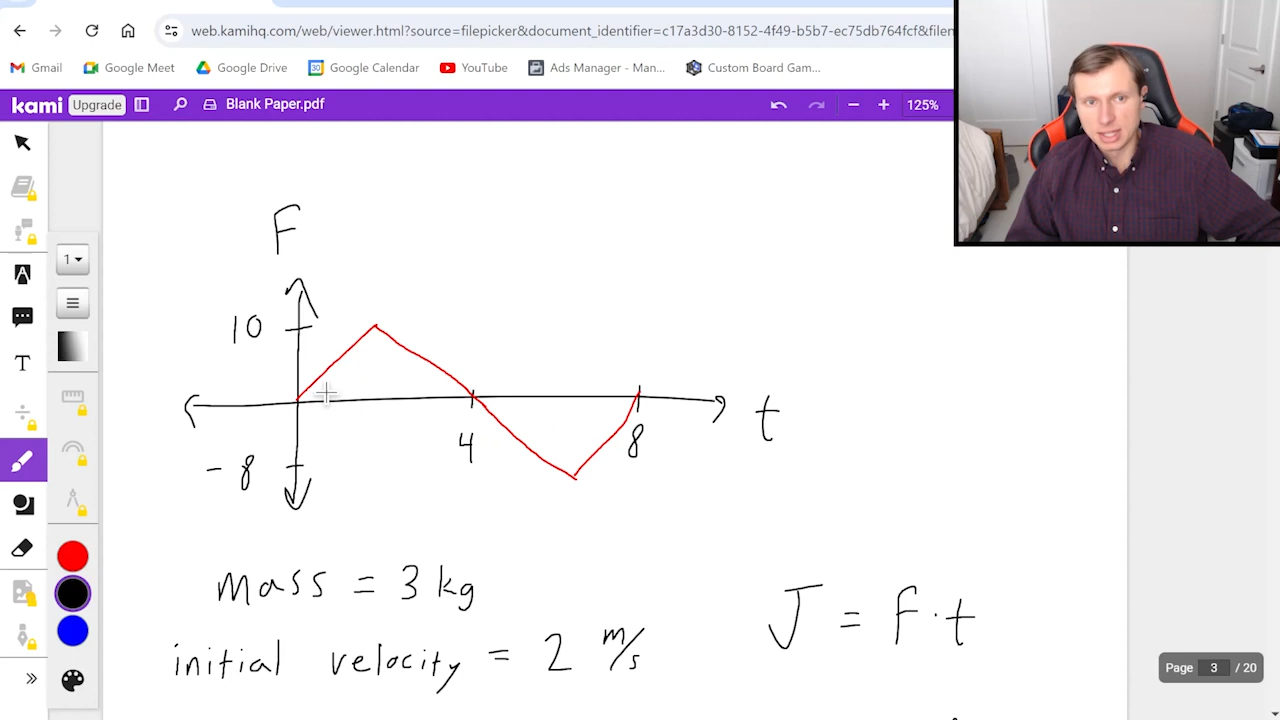 web.kamihq.com/web/viewer.html?source=filepicker&document_identifier=c17a3d30-8152-4f49-b5b7-ec75db764fcf&filen
Gmail Google Meet Google Drive Google Calendar YouTube Ads Manager - Man... Custom Board Gam...
kami Upgrade Blank Paper.pdf 125%
1
F
10
4
8
t
- 8
mass = 3 kg
J = F · t
initial velocity = 2 m/s
Page 3 / 20